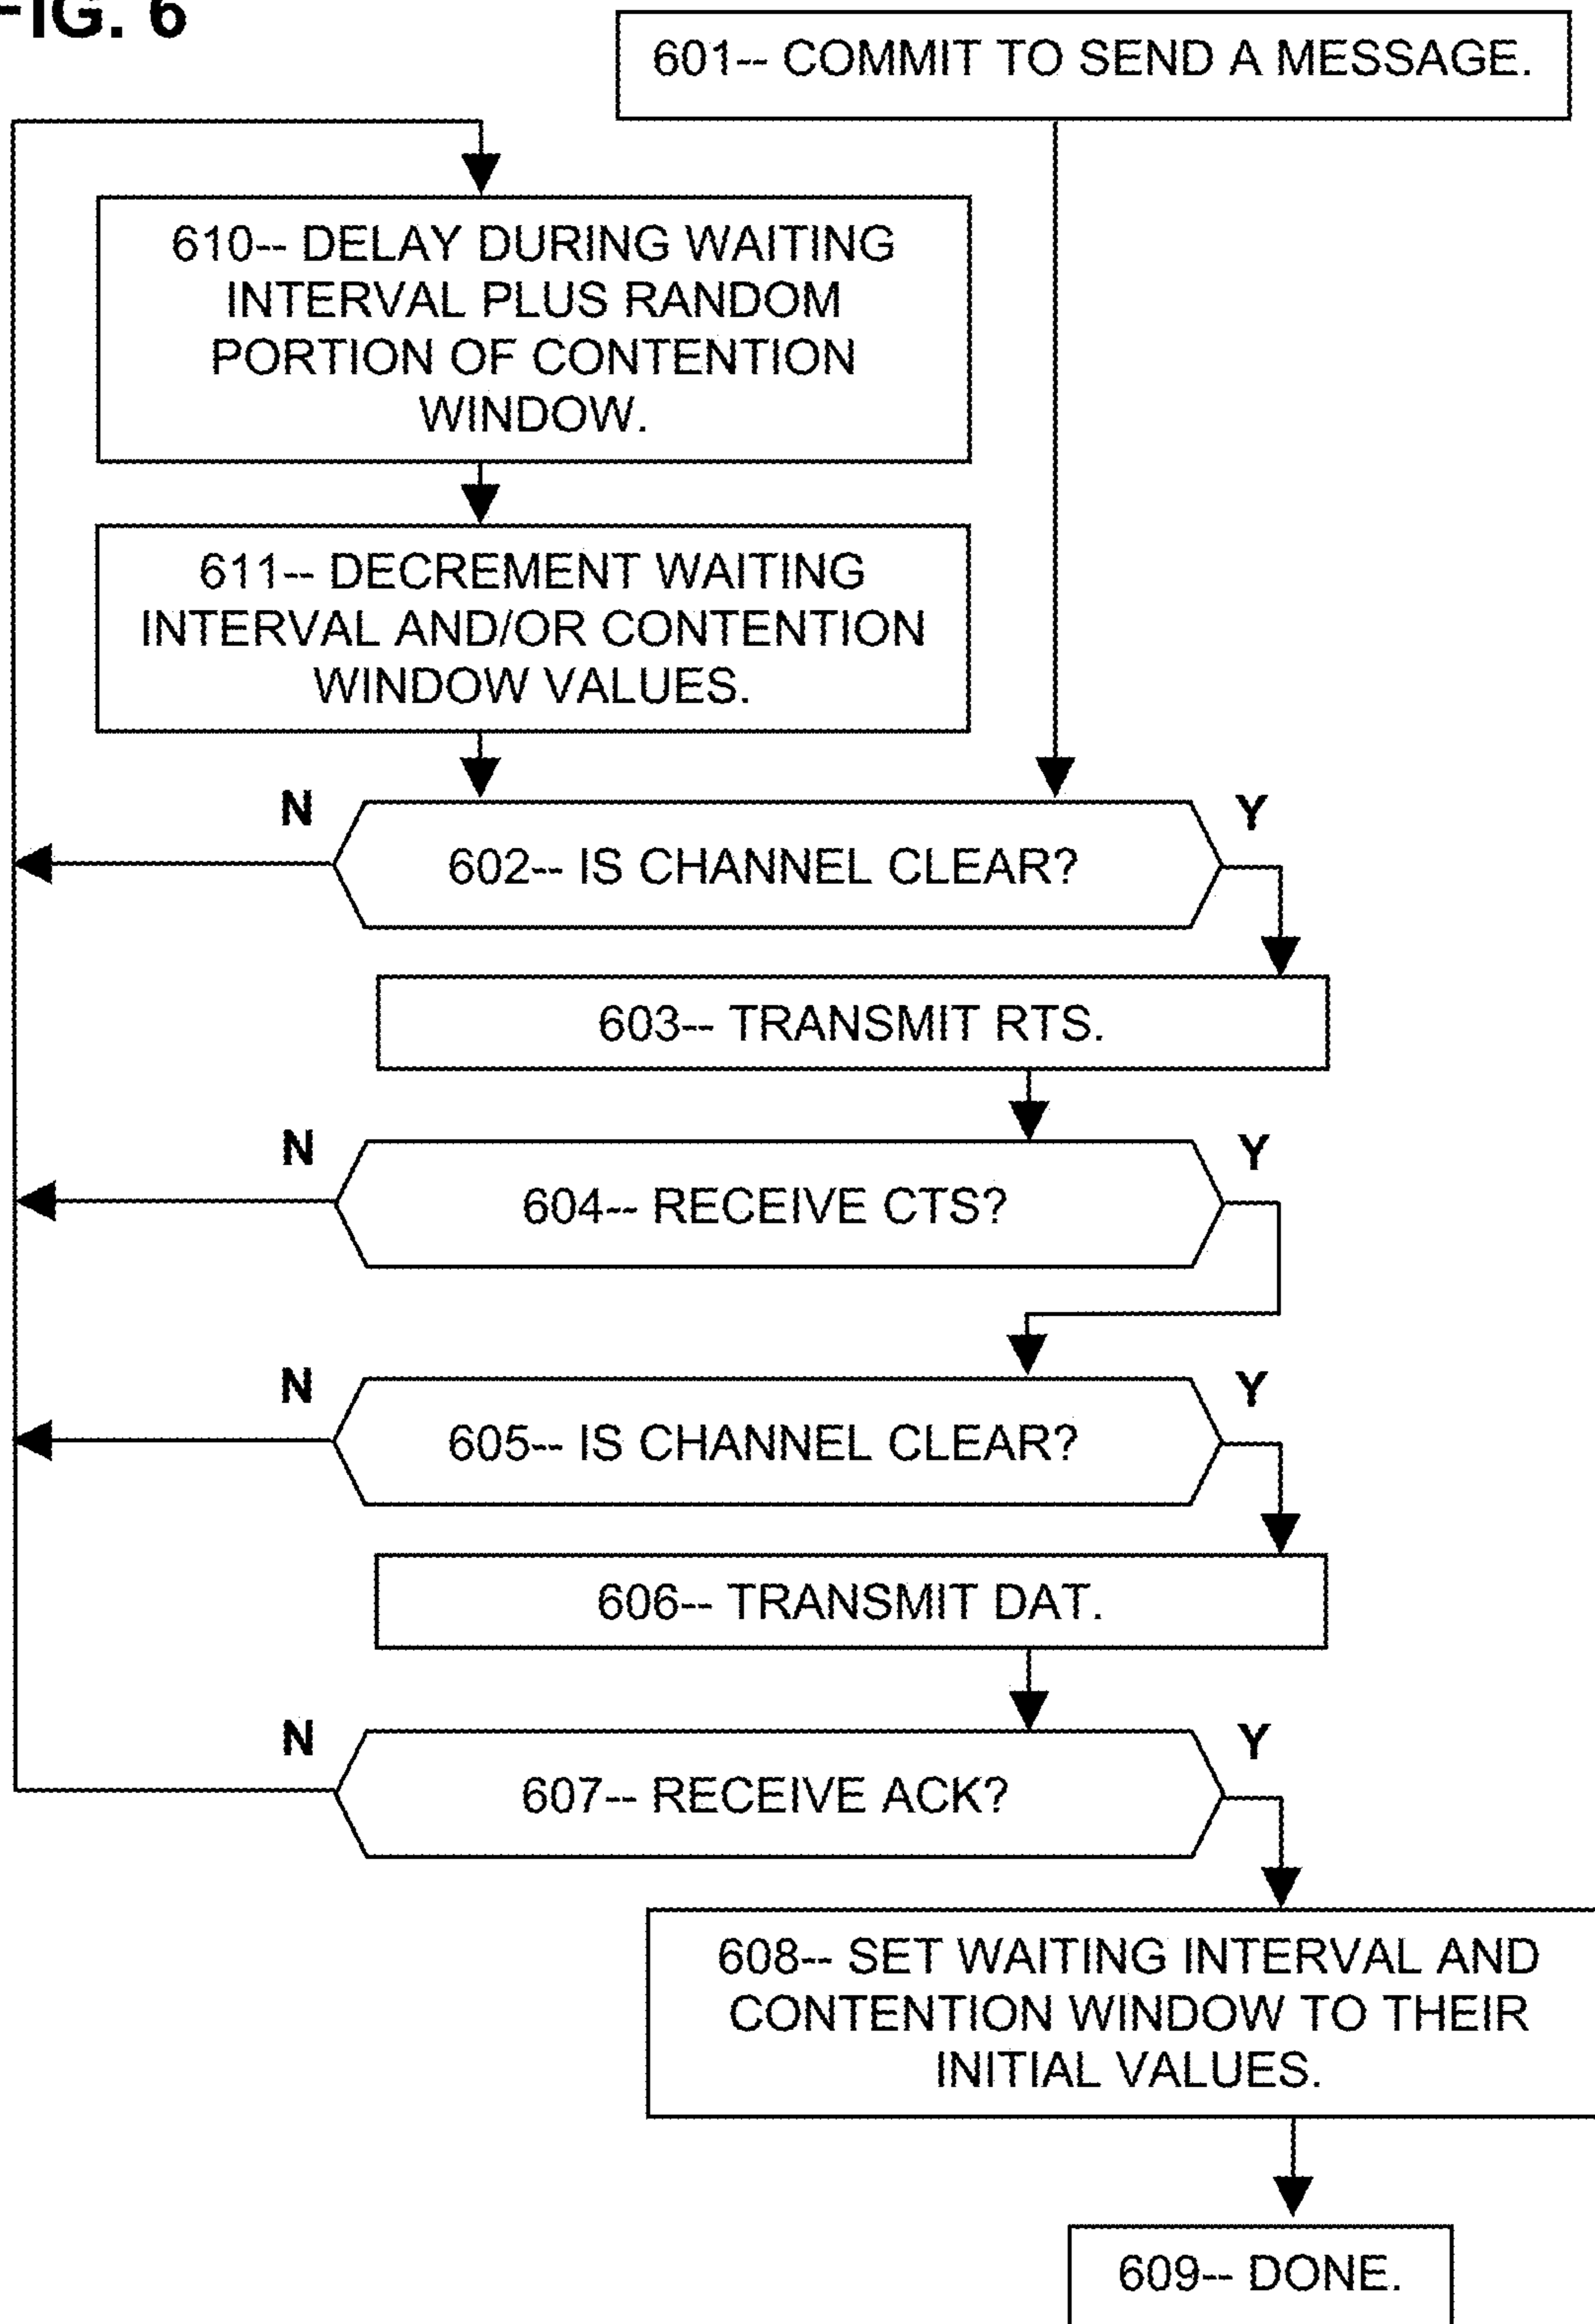 FIG. 6
601-- COMMIT TO SEND A MESSAGE.
610-- DELAY DURING WAITING
INTERVAL PLUS RANDOM
PORTION OF CONTENTION
WINDOW.
611-- DECREMENT WAITING
INTERVAL AND/OR CONTENTION
WINDOW VALUES.
N
Y
602-- IS CHANNEL CLEAR?
603-- TRANSMIT RTS.
N
Y
604-- RECEIVE CTS?
N
Y
605-- IS CHANNEL CLEAR?
606-- TRANSMIT DAT.
N
Y
607-- RECEIVE ACK?
608-- SET WAITING INTERVAL AND
CONTENTION WINDOW TO THEIR
INITIAL VALUES.
609-- DONE.